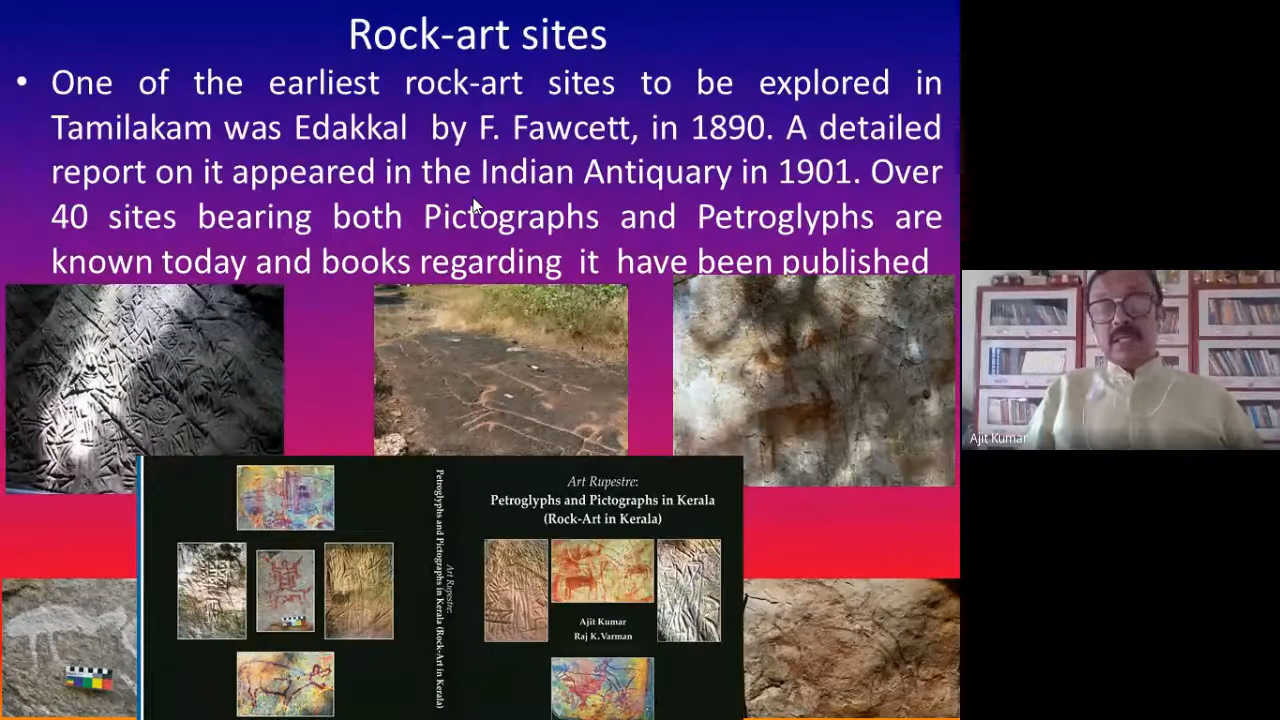 Rock-art sites
• One of the earliest rock-art sites to be explored in
Tamilakam was Edakkal by F. Fawcett, in 1890. A detailed
report on it appeared in the Indian Antiquary in 1901. Over
40 sites bearing both Pictographs and Petroglyphs are
known today and books regarding it have been published
Ajit Kumar
Art Rupestre:
Petroglyphs and Pictographs in Kerala (Rock-Art in Kerala)
Art Rupestre:
Petroglyphs and Pictographs in Kerala
(Rock-Art in Kerala)
Ajit Kumar
Raj K.Varman